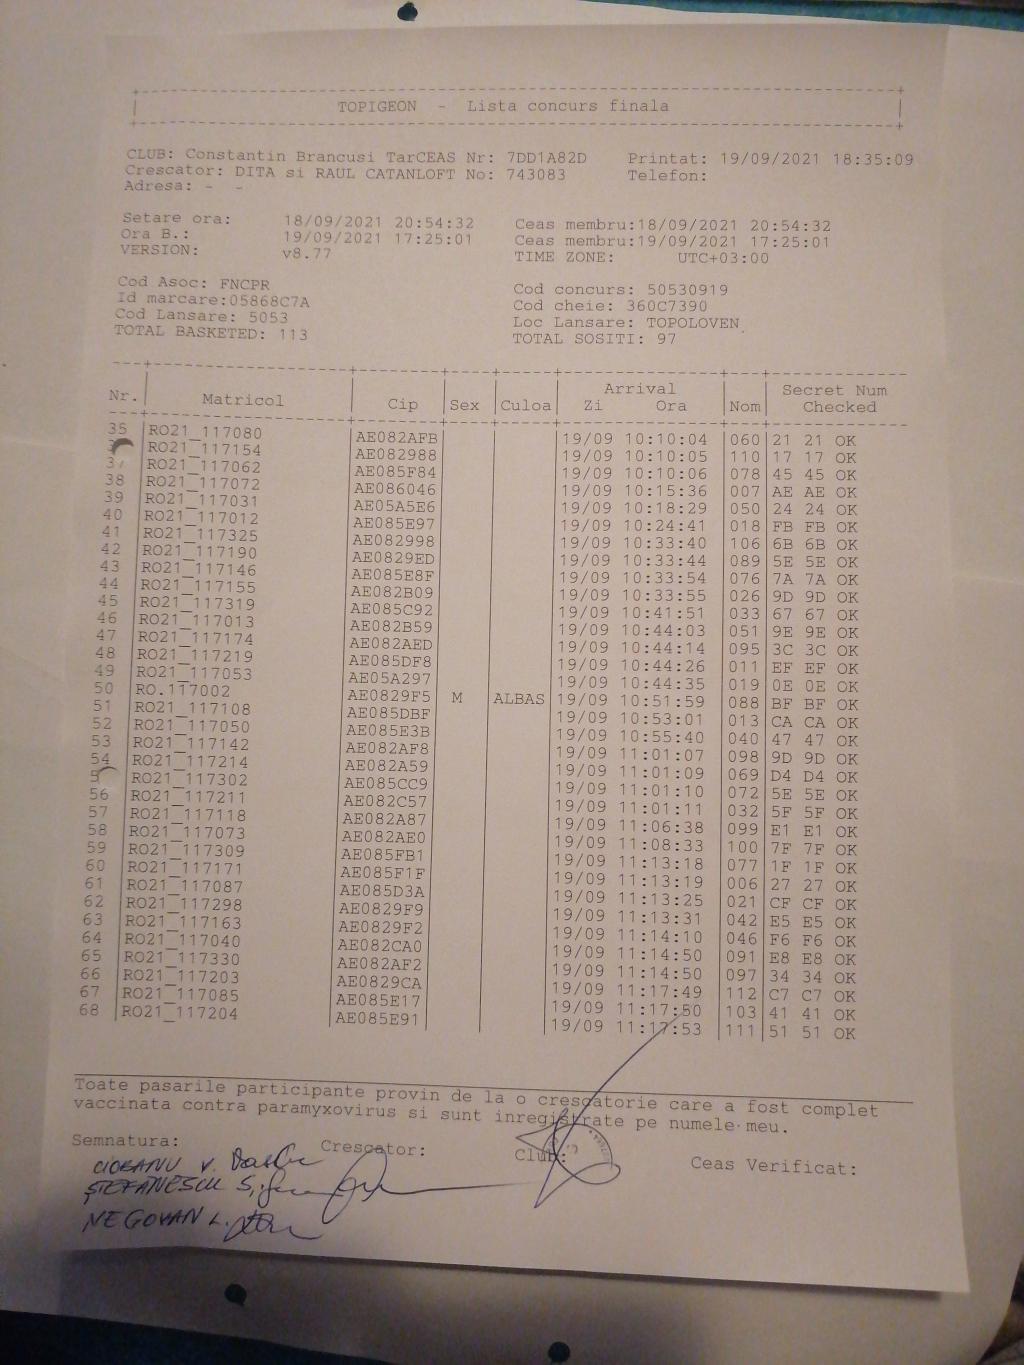 TOPIGEON - Lista concurs finala
CLUB: Constantin Brancusi TarCEAS Nr: 7DD1A82D Printat: 19/09/2021 18:35:09
Crescator: DITA si RAUL CATANLOFT No: 743083 Telefon:
Adresa: - -
Setare ora: 18/09/2021 20:54:32 Ceas membru:18/09/2021 20:54:32
Ora B.: 19/09/2021 17:25:01 Ceas membru:19/09/2021 17:25:01
VERSION: v8.77 TIME ZONE: UTC+03:00
Cod Asoc: FNCPR Cod concurs: 50530919
Id marcare:05868C7A Cod cheie: 360C7390
Cod Lansare: 5053 Loc Lansare: TOPOLOVEN
TOTAL BASKETED: 113 TOTAL SOSITI: 97
Arrival Secret Num
Nr. Matricol Cip Sex Culoa Zi Ora Nom Checked
35 RO21_117080 AE082AFB 19/09 10:10:04 060 21 21 OK
RO21_117154 AE082988 19/09 10:10:05 110 17 17 OK
37 RO21_117062 AE085F84 19/09 10:10:06 078 45 45 OK
38 RO21_117072 AE086046 19/09 10:15:36 007 AE AE OK
39 RO21_117031 AE05A5E6 19/09 10:18:29 050 24 24 OK
40 RO21_117012 AE085E97 19/09 10:24:41 018 FB FB OK
41 RO21_117325 AE082998 19/09 10:33:40 106 6B 6B OK
42 RO21_117190 AE0829ED 19/09 10:33:44 089 5E 5E OK
43 RO21_117146 AE085E8F 19/09 10:33:54 076 7A 7A OK
44 RO21_117155 AE082B09 19/09 10:33:55 026 9D 9D OK
45 RO21_117319 AE085C92 19/09 10:41:51 033 67 67 OK
46 RO21_117013 AE082B59 19/09 10:44:03 051 9E 9E OK
47 RO21_117174 AE082AED 19/09 10:44:14 095 3C 3C OK
48 RO21_117219 AE085DF8 19/09 10:44:26 011 EF EF OK
49 RO21_117053 AE05A297 19/09 10:44:35 019 0E 0E OK
50 RO.117002 AE0829F5 M ALBAS 19/09 10:51:59 088 BF BF OK
51 RO21_117108 AE085DBF 19/09 10:53:01 013 CA CA OK
52 RO21_117050 AE085E3B 19/09 10:55:40 040 47 47 OK
53 RO21_117142 AE082AF8 19/09 11:01:07 098 9D 9D OK
54 RO21_117214 AE082A59 19/09 11:01:09 069 D4 D4 OK
RO21_117302 AE085CC9 19/09 11:01:10 072 5E 5E OK
56 RO21_117211 AE082C57 19/09 11:01:11 032 5F 5F OK
57 RO21_117118 AE082A87 19/09 11:06:38 099 E1 E1 OK
58 RO21_117073 AE082AE0 19/09 11:08:33 100 7F 7F OK
59 RO21_117309 AE085FB1 19/09 11:13:18 077 1F 1F OK
60 RO21_117171 AE085F1F 19/09 11:13:19 006 27 27 OK
61 RO21_117087 AE085D3A 19/09 11:13:25 021 CF CF OK
62 RO21_117298 AE0829F9 19/09 11:13:31 042 E5 E5 OK
63 RO21_117163 AE0829F2 19/09 11:14:10 046 F6 F6 OK
64 RO21_117040 AE082CA0 19/09 11:14:50 091 E8 E8 OK
65 RO21_117330 AE082AF2 19/09 11:14:50 097 34 34 OK
66 RO21_117203 AE0829CA 19/09 11:17:49 112 C7 C7 OK
67 RO21_117085 AE085E17 19/09 11:17:50 103 41 41 OK
68 RO21_117204 AE085E91 19/09 11:17:53 111 51 51 OK
Toate pasarile participante provin de la o crescatorie care a fost complet
vaccinata contra paramyxovirus si sunt inregistrate pe numele meu.
Semnatura: Crescator: Club: Ceas Verificat:
CIOBANU V.
ȘTEFANESCU S.
NEGOVAN L.